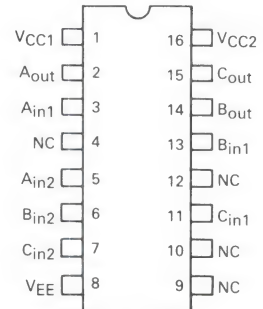 VCC1 1 16 VCC2
Aout 2 15 Cout
Ain1 3 14 Bout
NC 4 13 Bin1
Ain2 5 12 NC
Bin2 6 11 Cin1
Cin2 7 10 NC
VEE 8 9 NC